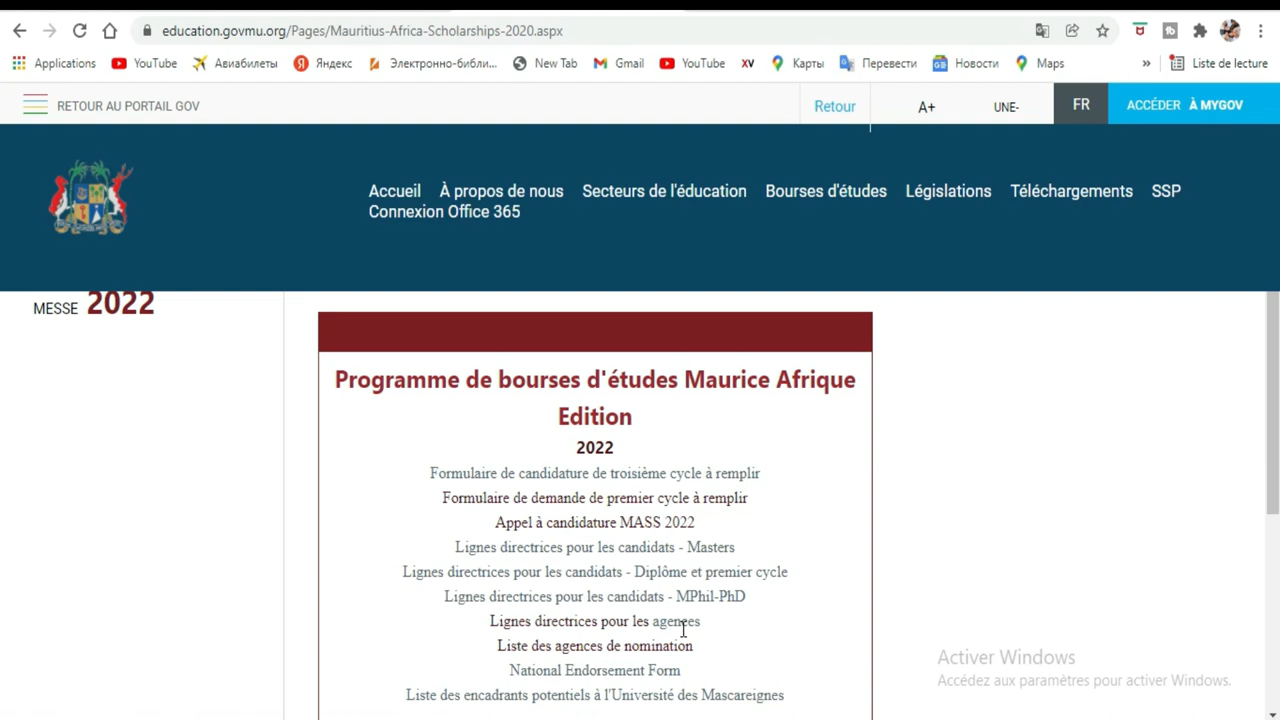 education.govmu.org/Pages/Mauritius-Africa-Scholarships-2020.aspx
Applications YouTube Авиабилеты Яндекс Электронно-библи... New Tab Gmail YouTube XV Карты Перевести Новости Maps » Liste de lecture
RETOUR AU PORTAIL GOV Retour A+ UNE- FR ACCÉDER À MYGOV
Accueil À propos de nous Secteurs de l'éducation Bourses d'études Législations Téléchargements SSP
Connexion Office 365
MESSE 2022
Programme de bourses d'études Maurice Afrique
Edition
2022
Formulaire de candidature de troisième cycle à remplir
Formulaire de demande de premier cycle à remplir
Appel à candidature MASS 2022
Lignes directrices pour les candidats - Masters
Lignes directrices pour les candidats - Diplôme et premier cycle
Lignes directrices pour les candidats - MPhil-PhD
Lignes directrices pour les agences
Liste des agences de nomination
National Endorsement Form
Liste des encadrants potentiels à l'Université des Mascareignes
Activer Windows
Accédez aux paramètres pour activer Windows.